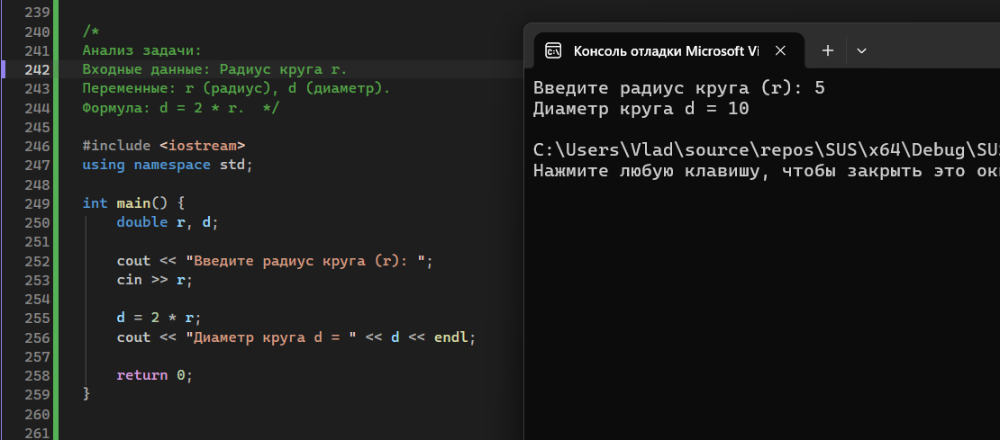 239
240 /*
241 Анализ задачи:
242 Входные данные: Радиус круга r.
243 Переменные: r (радиус), d (диаметр).
244 Формула: d = 2 * r.  */
245
246 #include <iostream>
247 using namespace std;
248
249 int main() {
250     double r, d;
251
252     cout << "Введите радиус круга (r): ";
253     cin >> r;
254
255     d = 2 * r;
256     cout << "Диаметр круга d = " << d << endl;
257
258     return 0;
259 }
260
261
Консоль отладки Microsoft Vi
Введите радиус круга (r): 5
Диаметр круга d = 10
C:\Users\Vlad\source\repos\SUS\x64\Debug\SUS
Нажмите любую клавишу, чтобы закрыть это ок